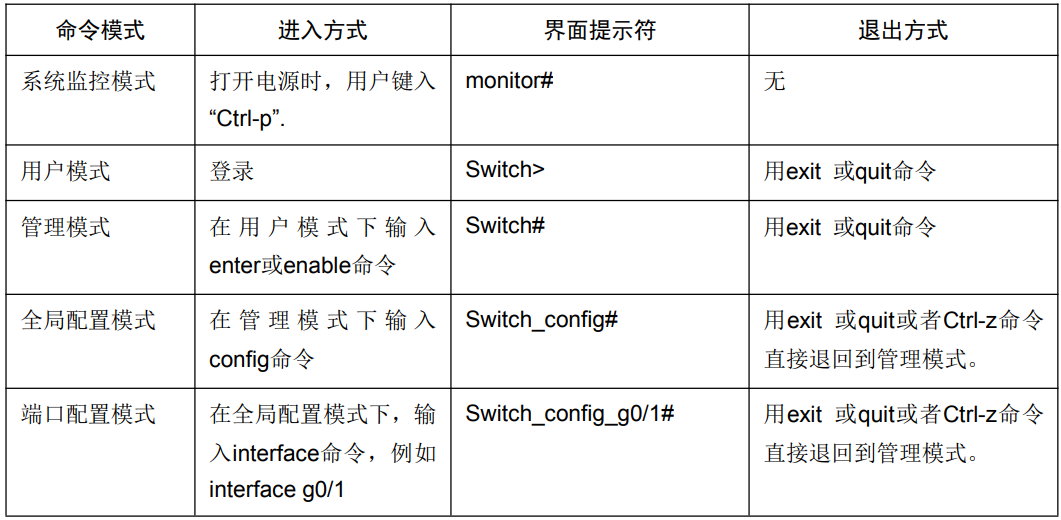 命令模式 进入方式 界面提示符 退出方式
系统监控模式 打开电源时，用户键入 monitor# 无
“Ctrl-p”.
用户模式 登录 Switch> 用exit 或quit命令
管理模式 在用户模式下输入 Switch# 用exit 或quit命令
enter或enable命令
全局配置模式 在管理模式下输入 Switch_config# 用exit 或quit或者Ctrl-z命令
config命令 直接退回到管理模式。
端口配置模式 在全局配置模式下，输 Switch_config_g0/1# 用exit 或quit或者Ctrl-z命令
入interface命令，例如 直接退回到管理模式。
interface g0/1